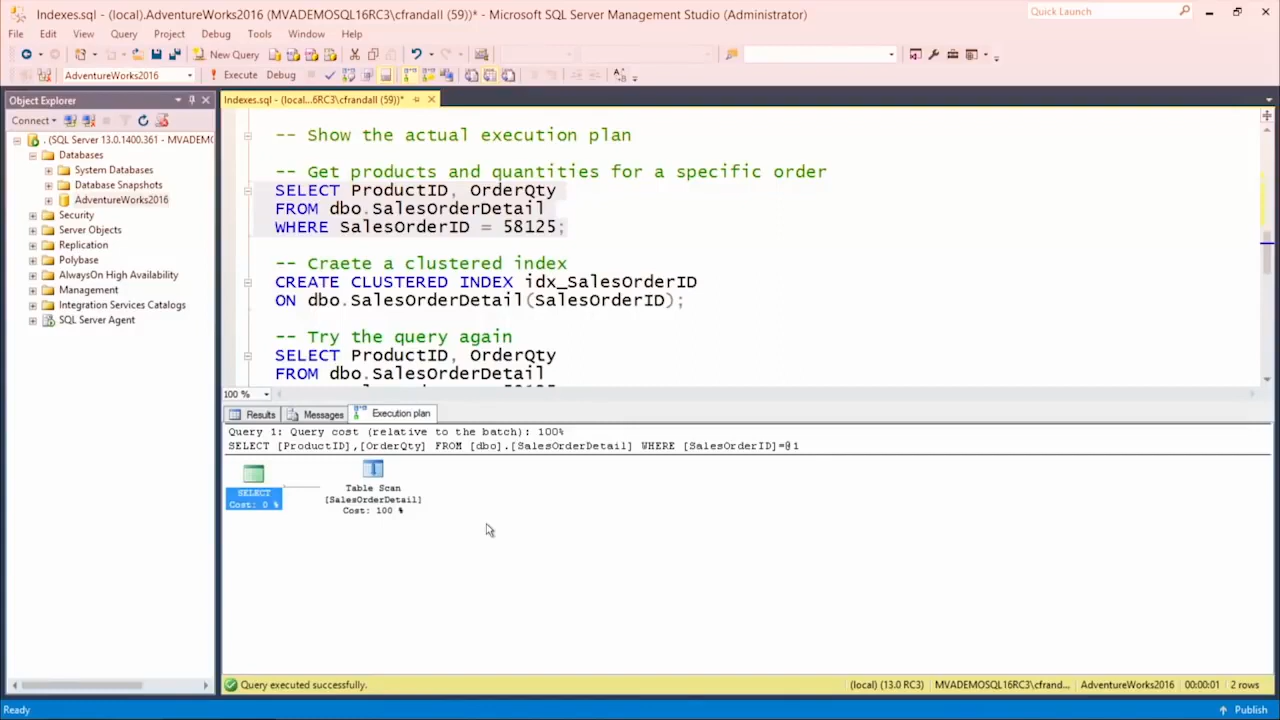 Indexes.sql - (local).AdventureWorks2016 (MVADEMOSQL16RC3\cfrandall (59))* - Microsoft SQL Server Management Studio (Administrator)
Quick Launch
File Edit View Query Project Debug Tools Window Help
New Query
AdventureWorks2016
Execute Debug
Object Explorer
Indexes.sql - (local...6RC3\cfrandall (59))*
Connect
. (SQL Server 13.0.1400.361 - MVADEMO
Databases
System Databases
Database Snapshots
AdventureWorks2016
Security
Server Objects
Replication
Polybase
AlwaysOn High Availability
Management
Integration Services Catalogs
SQL Server Agent
-- Show the actual execution plan
-- Get products and quantities for a specific order
SELECT ProductID, OrderQty
FROM dbo.SalesOrderDetail
WHERE SalesOrderID = 58125;
-- Craete a clustered index
CREATE CLUSTERED INDEX idx_SalesOrderID
ON dbo.SalesOrderDetail(SalesOrderID);
-- Try the query again
SELECT ProductID, OrderQty
FROM dbo.SalesOrderDetail
100 %
Results Messages Execution plan
Query 1: Query cost (relative to the batch): 100%
SELECT [ProductID],[OrderQty] FROM [dbo].[SalesOrderDetail] WHERE [SalesOrderID]=@1
SELECT
Cost: 0 %
Table Scan
[SalesOrderDetail]
Cost: 100 %
Query executed successfully.
(local) (13.0 RC3) MVADEMOSQL16RC3\cfrand... AdventureWorks2016 00:00:01 2 rows
Ready
Publish